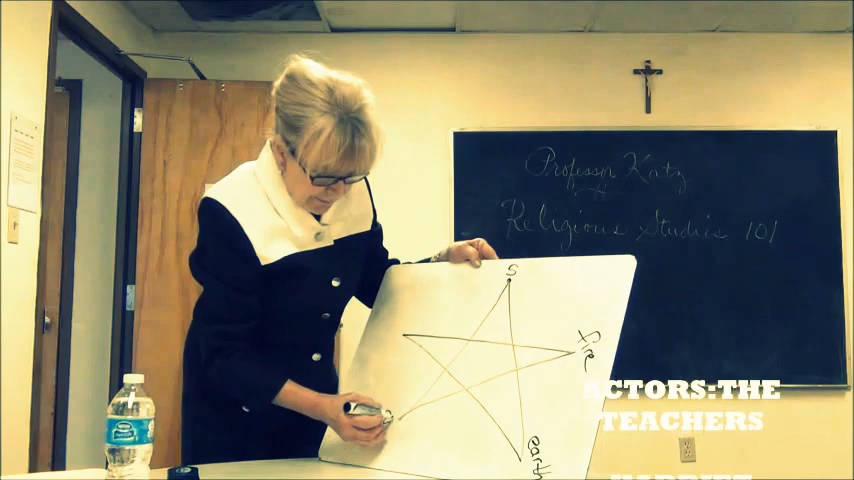 Professor Katz
Religious Studies 101
S
fire
earth
ACTORS:THE
TEACHERS